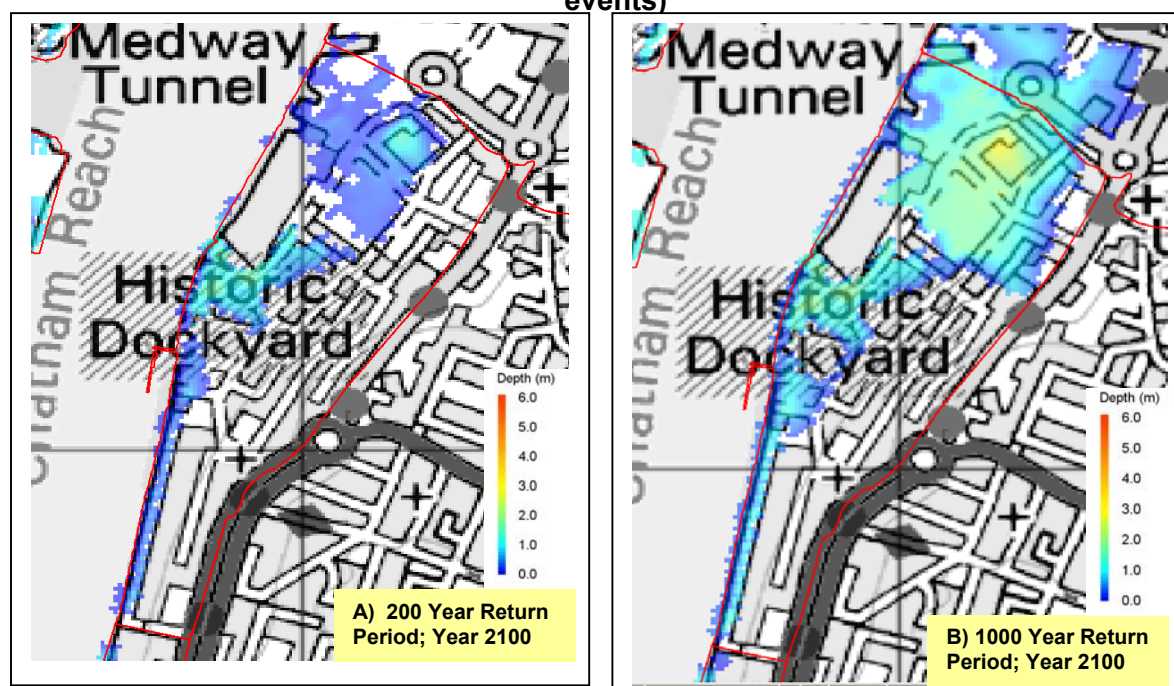 events)
Medway
Tunnel
Chatham Reach
Historic
Dockyard
Depth (m)
6.0
5.0
4.0
3.0
2.0
1.0
0.0
A) 200 Year Return
Period; Year 2100
Medway
Tunnel
Chatham Reach
Historic
Dockyard
Depth (m)
6.0
5.0
4.0
3.0
2.0
1.0
0.0
B) 1000 Year Return
Period; Year 2100